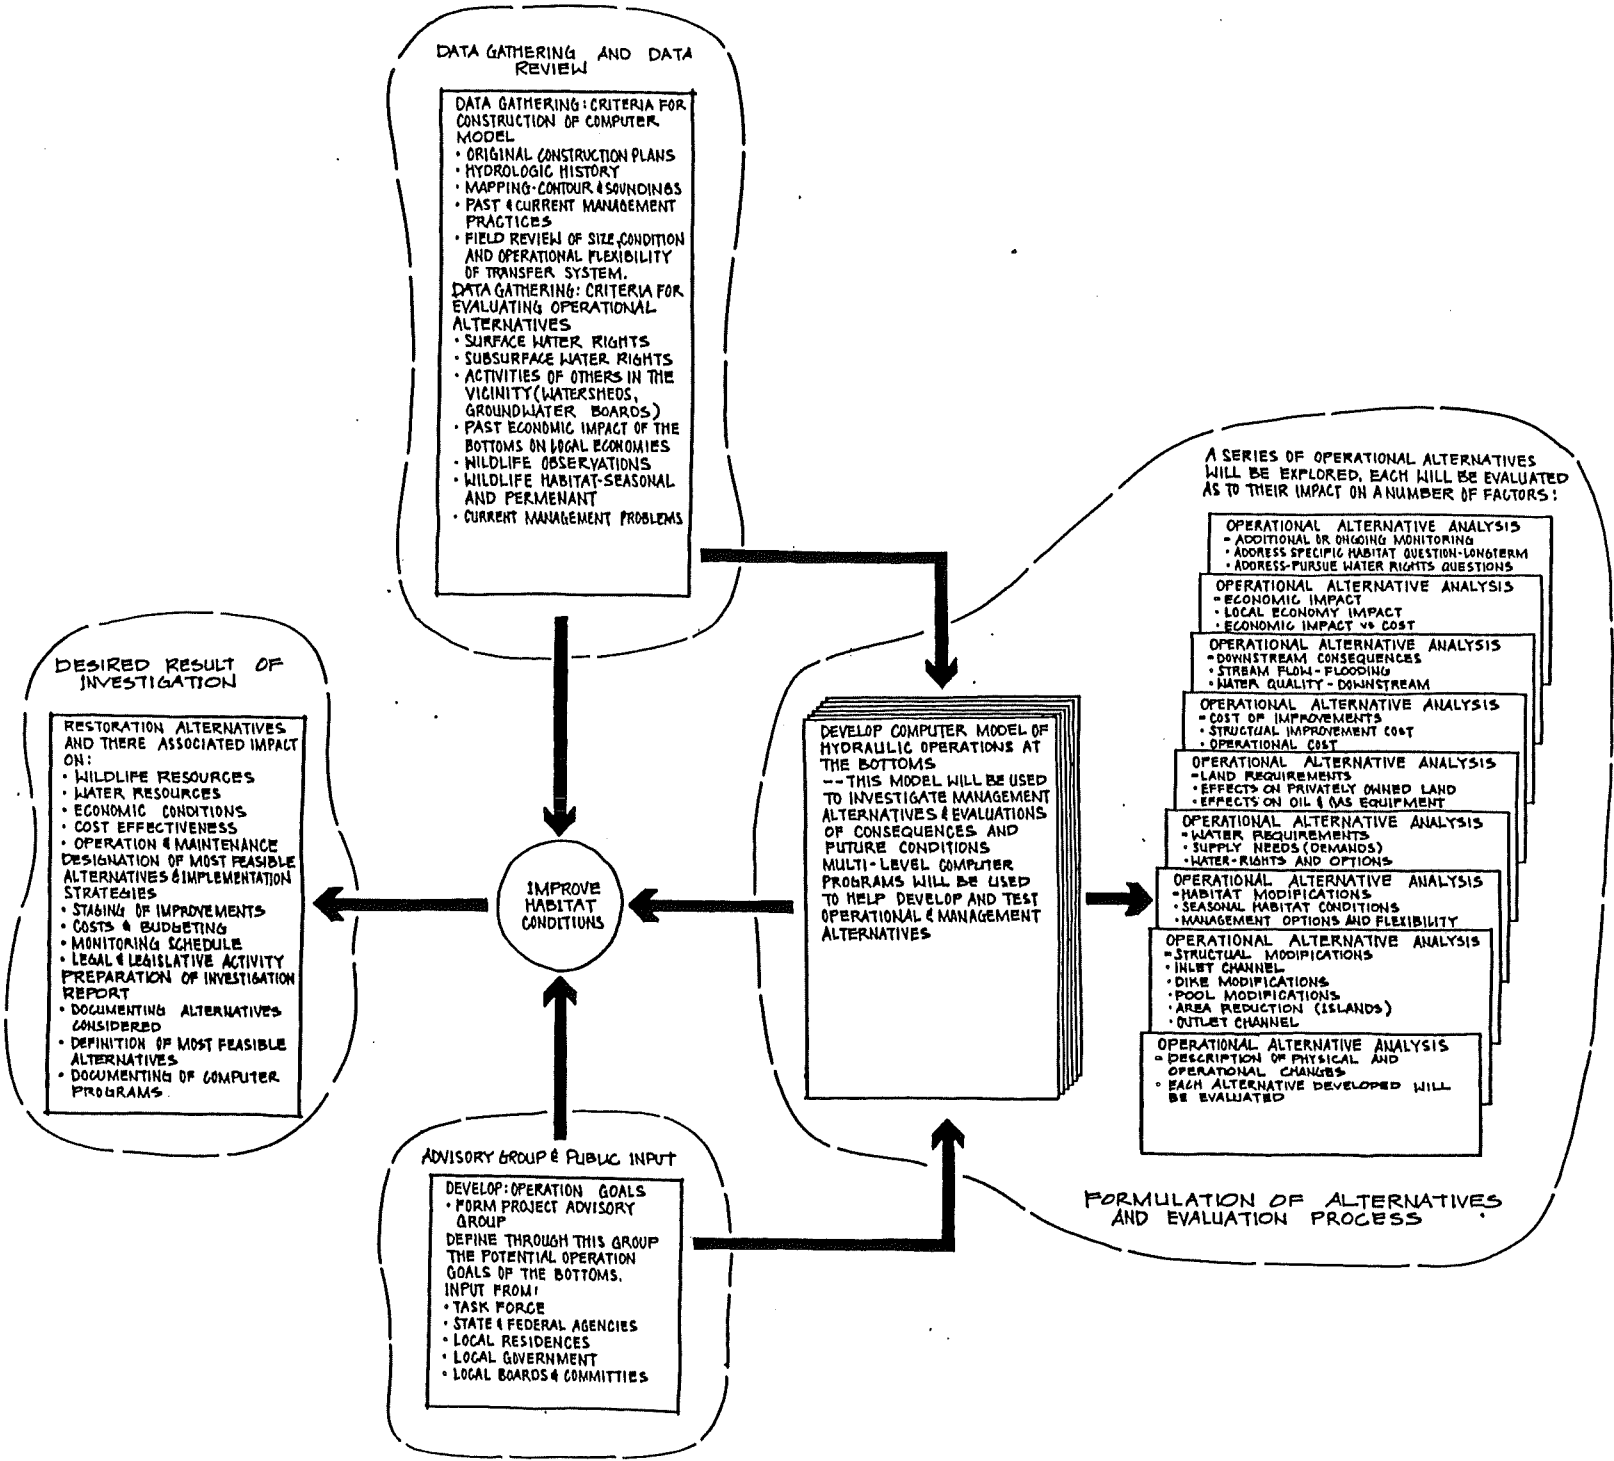 DATA GATHERING AND DATA
REVIEW
DATA GATHERING: CRITERIA FOR
CONSTRUCTION OF COMPUTER
MODEL
· ORIGINAL CONSTRUCTION PLANS
· HYDROLOGIC HISTORY
· MAPPING-CONTOUR & SOUNDINGS
· PAST & CURRENT MANAGEMENT
PRACTICES
· FIELD REVIEW OF SIZE, CONDITION
AND OPERATIONAL FLEXIBILITY
OF TRANSFER SYSTEM.
DATA GATHERING: CRITERIA FOR
EVALUATING OPERATIONAL
ALTERNATIVES
· SURFACE WATER RIGHTS
· SUBSURFACE WATER RIGHTS
· ACTIVITIES OF OTHERS IN THE
VICINITY (WATERSHEDS,
GROUNDWATER BOARDS)
· PAST ECONOMIC IMPACT OF THE
BOTTOMS ON LOCAL ECONOMIES
· WILDLIFE OBSERVATIONS
· WILDLIFE HABITAT-SEASONAL
AND PERMENANT
· CURRENT MANAGEMENT PROBLEMS
DESIRED RESULT OF
INVESTIGATION
RESTORATION ALTERNATIVES
AND THERE ASSOCIATED IMPACT
ON:
· WILDLIFE RESOURCES
· WATER RESOURCES
· ECONOMIC CONDITIONS
· COST EFFECTIVENESS
· OPERATION & MAINTENANCE
DESIGNATION OF MOST FEASIBLE
ALTERNATIVES & IMPLEMENTATION
STRATEGIES
· STAGING OF IMPROVEMENTS
· COSTS & BUDGETING
· MONITORING SCHEDULE
· LEGAL & LEGISLATIVE ACTIVITY
PREPARATION OF INVESTIGATION
REPORT
· DOCUMENTING ALTERNATIVES
CONSIDERED
· DEFINITION OF MOST FEASIBLE
ALTERNATIVES
· DOCUMENTING OF COMPUTER
PROGRAMS.
IMPROVE
HABITAT
CONDITIONS
ADVISORY GROUP & PUBLIC INPUT
DEVELOP: OPERATION GOALS
· FORM PROJECT ADVISORY
GROUP
DEFINE THROUGH THIS GROUP
THE POTENTIAL OPERATION
GOALS OF THE BOTTOMS.
INPUT FROM:
· TASK FORCE
· STATE & FEDERAL AGENCIES
· LOCAL RESIDENCES
· LOCAL GOVERNMENT
· LOCAL BOARDS & COMMITTIES
DEVELOP COMPUTER MODEL OF
HYDRAULIC OPERATIONS AT
THE BOTTOMS
-- THIS MODEL WILL BE USED
TO INVESTIGATE MANAGEMENT
ALTERNATIVES & EVALUATIONS
OF CONSEQUENCES AND
FUTURE CONDITIONS
MULTI-LEVEL COMPUTER
PROGRAMS WILL BE USED
TO HELP DEVELOP AND TEST
OPERATIONAL & MANAGEMENT
ALTERNATIVES
A SERIES OF OPERATIONAL ALTERNATIVES
WILL BE EXPLORED, EACH WILL BE EVALUATED
AS TO THEIR IMPACT ON A NUMBER OF FACTORS:
OPERATIONAL ALTERNATIVE ANALYSIS
- ADDITIONAL OR ONGOING MONITORING
· ADDRESS SPECIFIC HABITAT QUESTION-LONGTERM
· ADDRESS-PURSUE WATER RIGHTS QUESTIONS
OPERATIONAL ALTERNATIVE ANALYSIS
- ECONOMIC IMPACT
· LOCAL ECONOMY IMPACT
· ECONOMIC IMPACT VS COST
OPERATIONAL ALTERNATIVE ANALYSIS
- DOWNSTREAM CONSEQUENCES
· STREAM FLOW-FLOODING
· WATER QUALITY-DOWNSTREAM
OPERATIONAL ALTERNATIVE ANALYSIS
- COST OF IMPROVEMENTS
· STRUCTUAL IMPROVEMENT COST
· OPERATIONAL COST
OPERATIONAL ALTERNATIVE ANALYSIS
- LAND REQUIREMENTS
· EFFECTS ON PRIVATELY OWNED LAND
· EFFECTS ON OIL & GAS EQUIPMENT
OPERATIONAL ALTERNATIVE ANALYSIS
- WATER REQUIREMENTS
· SUPPLY NEEDS (DEMANDS)
· WATER-RIGHTS AND OPTIONS
OPERATIONAL ALTERNATIVE ANALYSIS
- HABITAT MODIFICATIONS
· SEASONAL HABITAT CONDITIONS
· MANAGEMENT OPTIONS AND FLEXIBILITY
OPERATIONAL ALTERNATIVE ANALYSIS
- STRUCTUAL MODIFICATIONS
· INLET CHANNEL
· DIKE MODIFICATIONS
· POOL MODIFICATIONS
· AREA REDUCTION (ISLANDS)
· OUTLET CHANNEL
OPERATIONAL ALTERNATIVE ANALYSIS
- DESCRIPTION OF PHYSICAL AND
OPERATIONAL CHANGES
· EACH ALTERNATIVE DEVELOPED WILL
BE EVALUATED
FORMULATION OF ALTERNATIVES
AND EVALUATION PROCESS